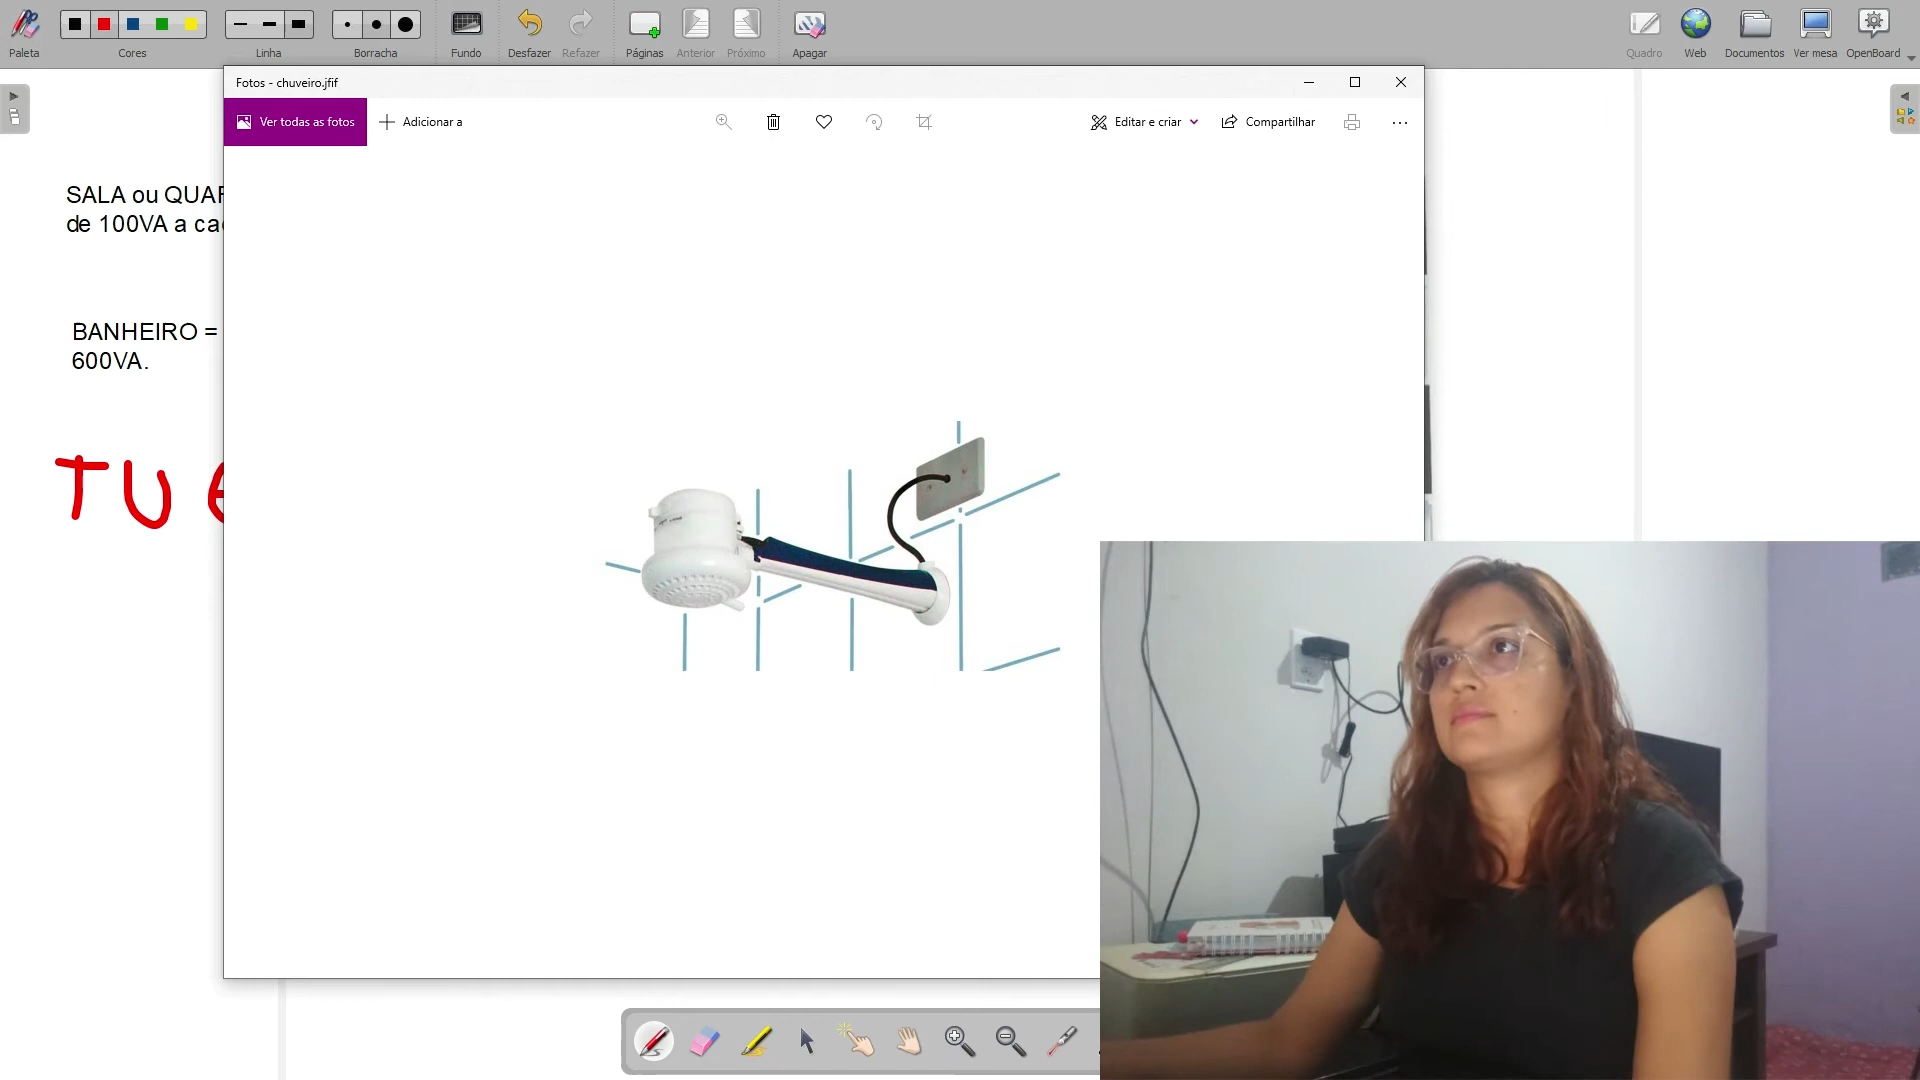 Paleta
Cores
Linha
Borracha
Fundo
Desfazer
Refazer
Páginas
Anterior
Próximo
Apagar
Quadro
Web
Documentos
Ver mesa
OpenBoard
Fotos - chuveiro.jfif
Ver todas as fotos
Adicionar a
Editar e criar
Compartilhar
SALA ou QUAR
de 100VA a cad
BANHEIRO =
600VA.
TU